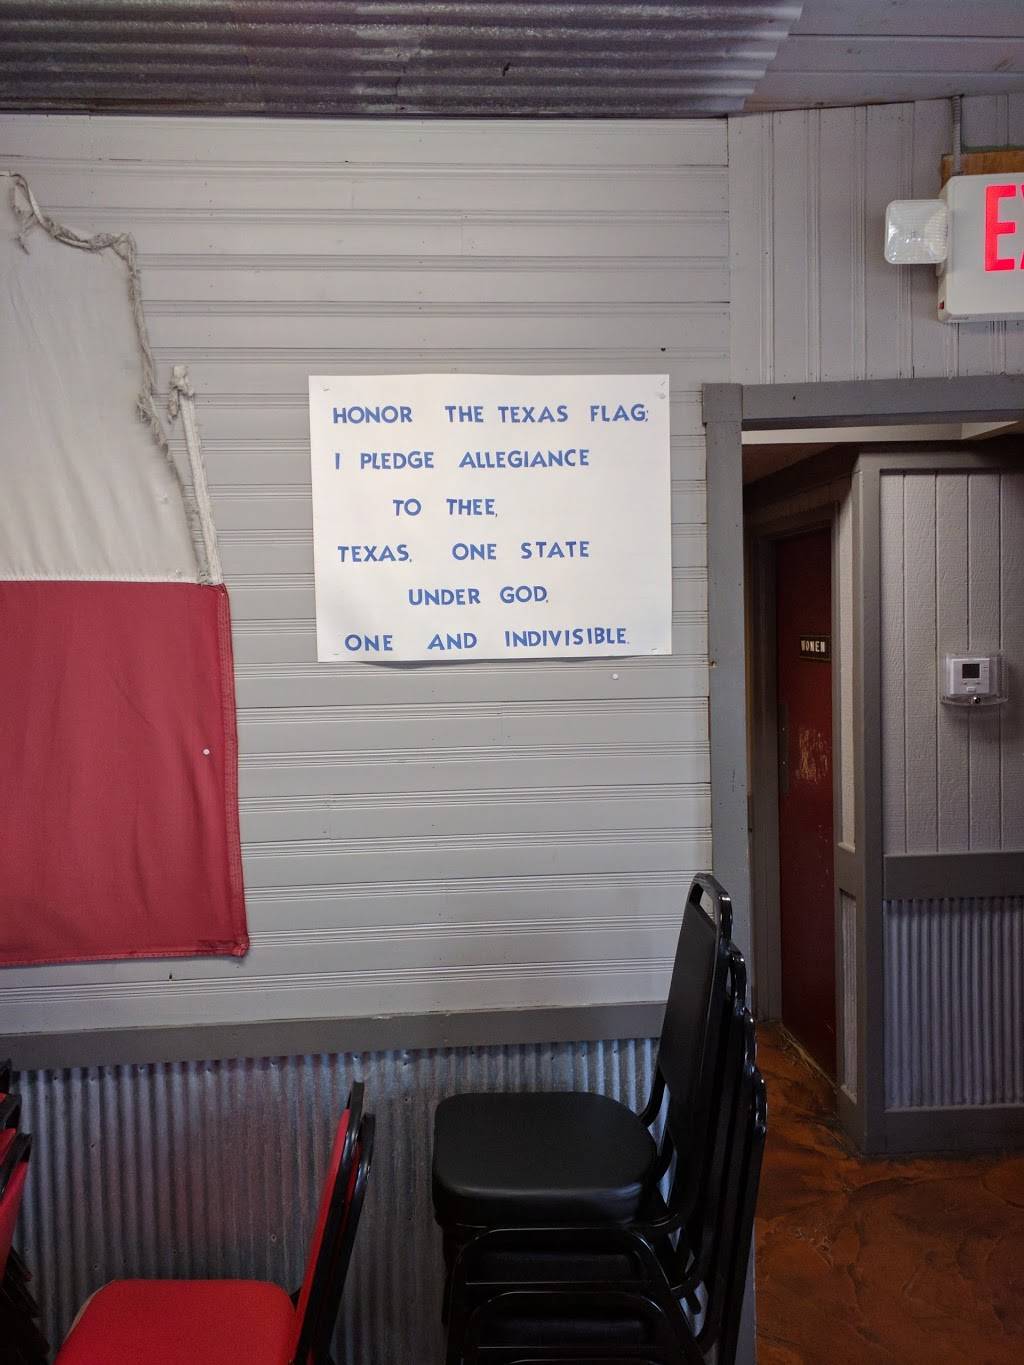 HONOR THE TEXAS FLAG;
I PLEDGE ALLEGIANCE
TO THEE,
TEXAS, ONE STATE
UNDER GOD,
ONE AND INDIVISIBLE.
WOMEN